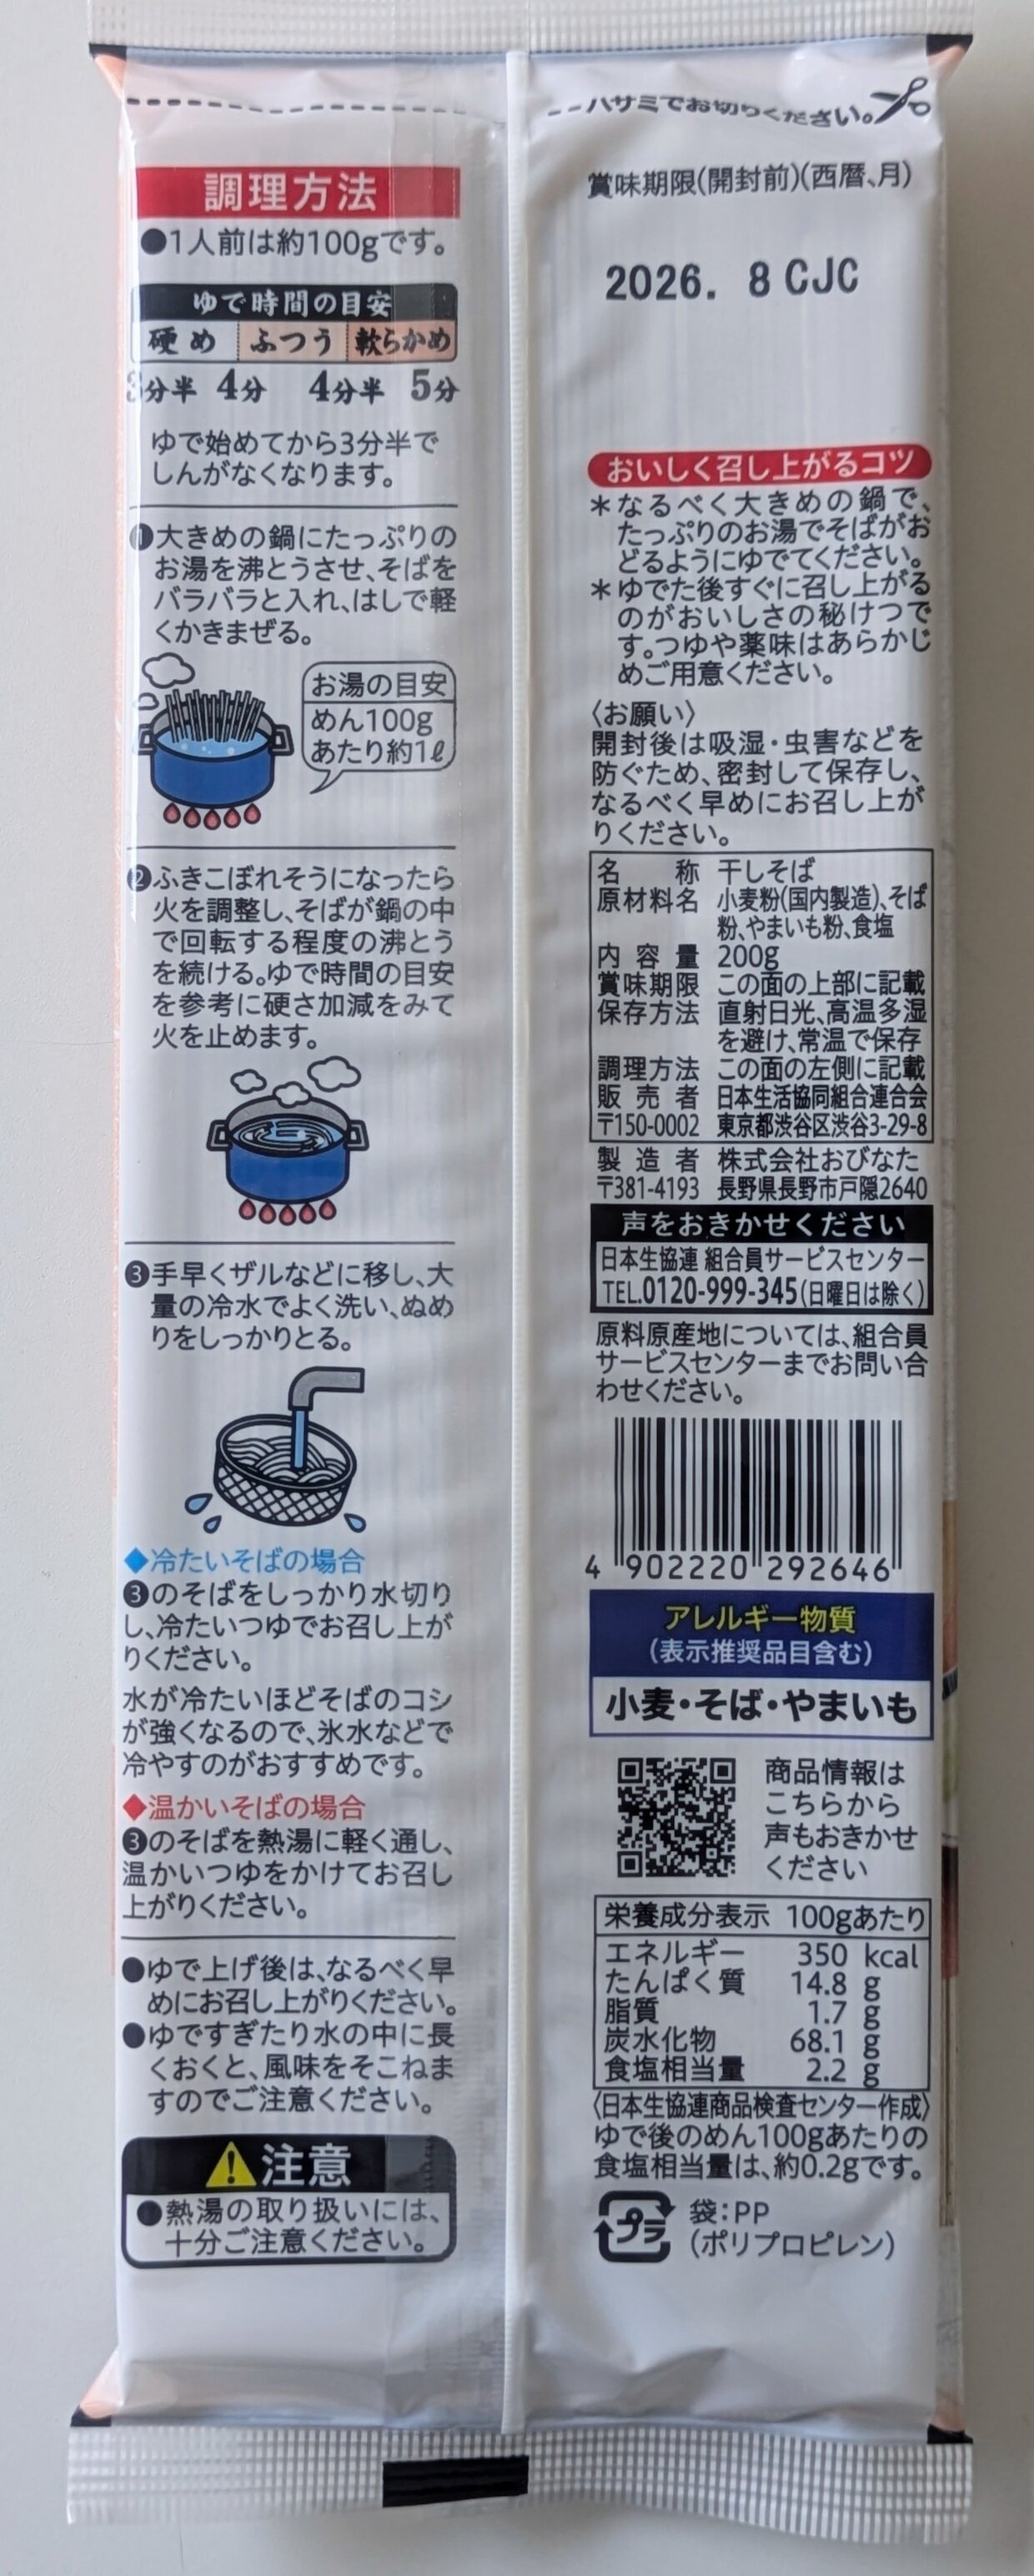 ハサミでお切りください。
調理方法
●1人前は約100gです。
ゆで時間の目安
硬め ふつう 軟らかめ
3分半 4分 4分半 5分
ゆで始めてから3分半で
しんがなくなります。
❶大きめの鍋にたっぷりの
お湯を沸とうさせ、そばを
バラバラと入れ、はしで軽
くかきまぜる。
お湯の目安
めん100g
あたり約1ℓ
❷ふきこぼれそうになったら
火を調整し、そばが鍋の中
で回転する程度の沸とう
を続ける。ゆで時間の目安
を参考に硬さ加減をみて
火を止めます。
❸手早くザルなどに移し、大
量の冷水でよく洗い、ぬめ
りをしっかりとる。
◆冷たいそばの場合
❸のそばをしっかり水切り
し、冷たいつゆでお召し上が
りください。
水が冷たいほどそばのコシ
が強くなるので、氷水などで
冷やすのがおすすめです。
◆温かいそばの場合
❸のそばを熱湯に軽く通し、
温かいつゆをかけてお召し
上がりください。
●ゆで上げ後は、なるべく早
めにお召し上がりください。
●ゆですぎたり水の中に長
くおくと、風味をそこねま
すのでご注意ください。
注意
●熱湯の取り扱いには、
十分ご注意ください。
賞味期限(開封前)(西暦、月)
2026. 8 CJC
おいしく召し上がるコツ
＊なるべく大きめの鍋で、
たっぷりのお湯でそばがお
どるようにゆでてください。
＊ゆでた後すぐに召し上がる
のがおいしさの秘けつで
す。つゆや薬味はあらかじ
めご用意ください。
〈お願い〉
開封後は吸湿・虫害などを
防ぐため、密封して保存し、
なるべく早めにお召し上が
りください。
名称 干しそば
原材料名 小麦粉(国内製造)、そば
粉、やまいも粉、食塩
内容量 200g
賞味期限 この面の上部に記載
保存方法 直射日光、高温多湿
を避け、常温で保存
調理方法 この面の左側に記載
販売者 日本生活協同組合連合会
〒150-0002 東京都渋谷区渋谷3-29-8
製造者 株式会社おびなた
〒381-4193 長野県長野市戸隠2640
声をおきかせください
日本生協連 組合員サービスセンター
TEL.0120-999-345(日曜日は除く)
原料原産地については、組合員
サービスセンターまでお問い合
わせください。
4 902220 292646
アレルギー物質
(表示推奨品目含む)
小麦・そば・やまいも
商品情報は
こちらから
声もおきかせ
ください
栄養成分表示 100gあたり
エネルギー 350 kcal
たんぱく質 14.8 g
脂質 1.7 g
炭水化物 68.1 g
食塩相当量 2.2 g
〈日本生協連商品検査センター作成〉
ゆで後のめん100gあたりの
食塩相当量は、約0.2gです。
プラ
袋：PP
(ポリプロピレン)